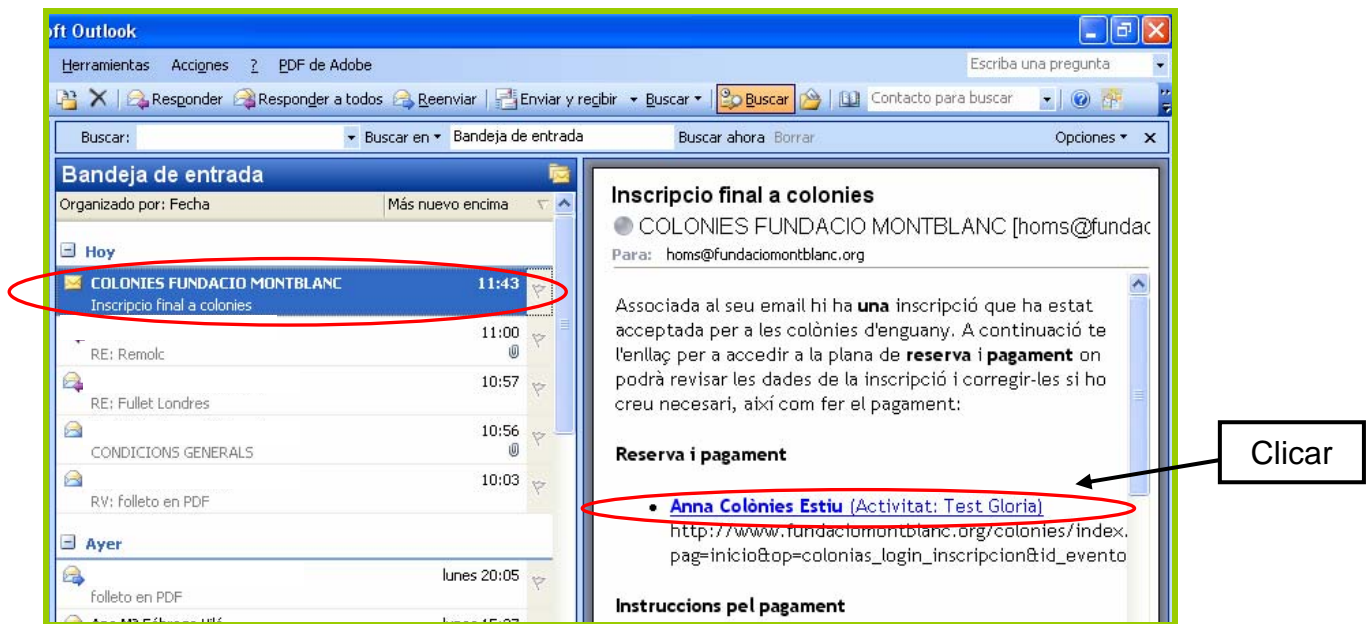 oft Outlook
Herramientas Acciones ? PDF de Adobe Escriba una pregunta
Responder Responder a todos Reenviar Enviar y recibir Buscar Buscar Contacto para buscar
Buscar: Buscar en Bandeja de entrada Buscar ahora Borrar Opciones
Bandeja de entrada
Organizado por: Fecha Más nuevo encima
Hoy
COLONIES FUNDACIO MONTBLANC 11:43
Inscripcio final a colonies
11:00
RE: Remolc
10:57
RE: Fullet Londres
10:56
CONDICIONS GENERALS
10:03
RV: folleto en PDF
Ayer
lunes 20:05
folleto en PDF
Inscripcio final a colonies
COLONIES FUNDACIO MONTBLANC [homs@fundac
Para: homs@fundaciomontblanc.org
Associada al seu email hi ha una inscripció que ha estat
acceptada per a les colònies d'enguany. A continuació te
l'enllaç per a accedir a la plana de reserva i pagament on
podrà revisar les dades de la inscripció i corregir-les si ho
creu necesari, així com fer el pagament:
Reserva i pagament
• Anna Colònies Estiu (Activitat: Test Gloria)
http://www.fundaciomontblanc.org/colonies/index.
pag=inicio&op=colonias_login_inscripcion&id_evento
Instruccions pel pagament
Clicar